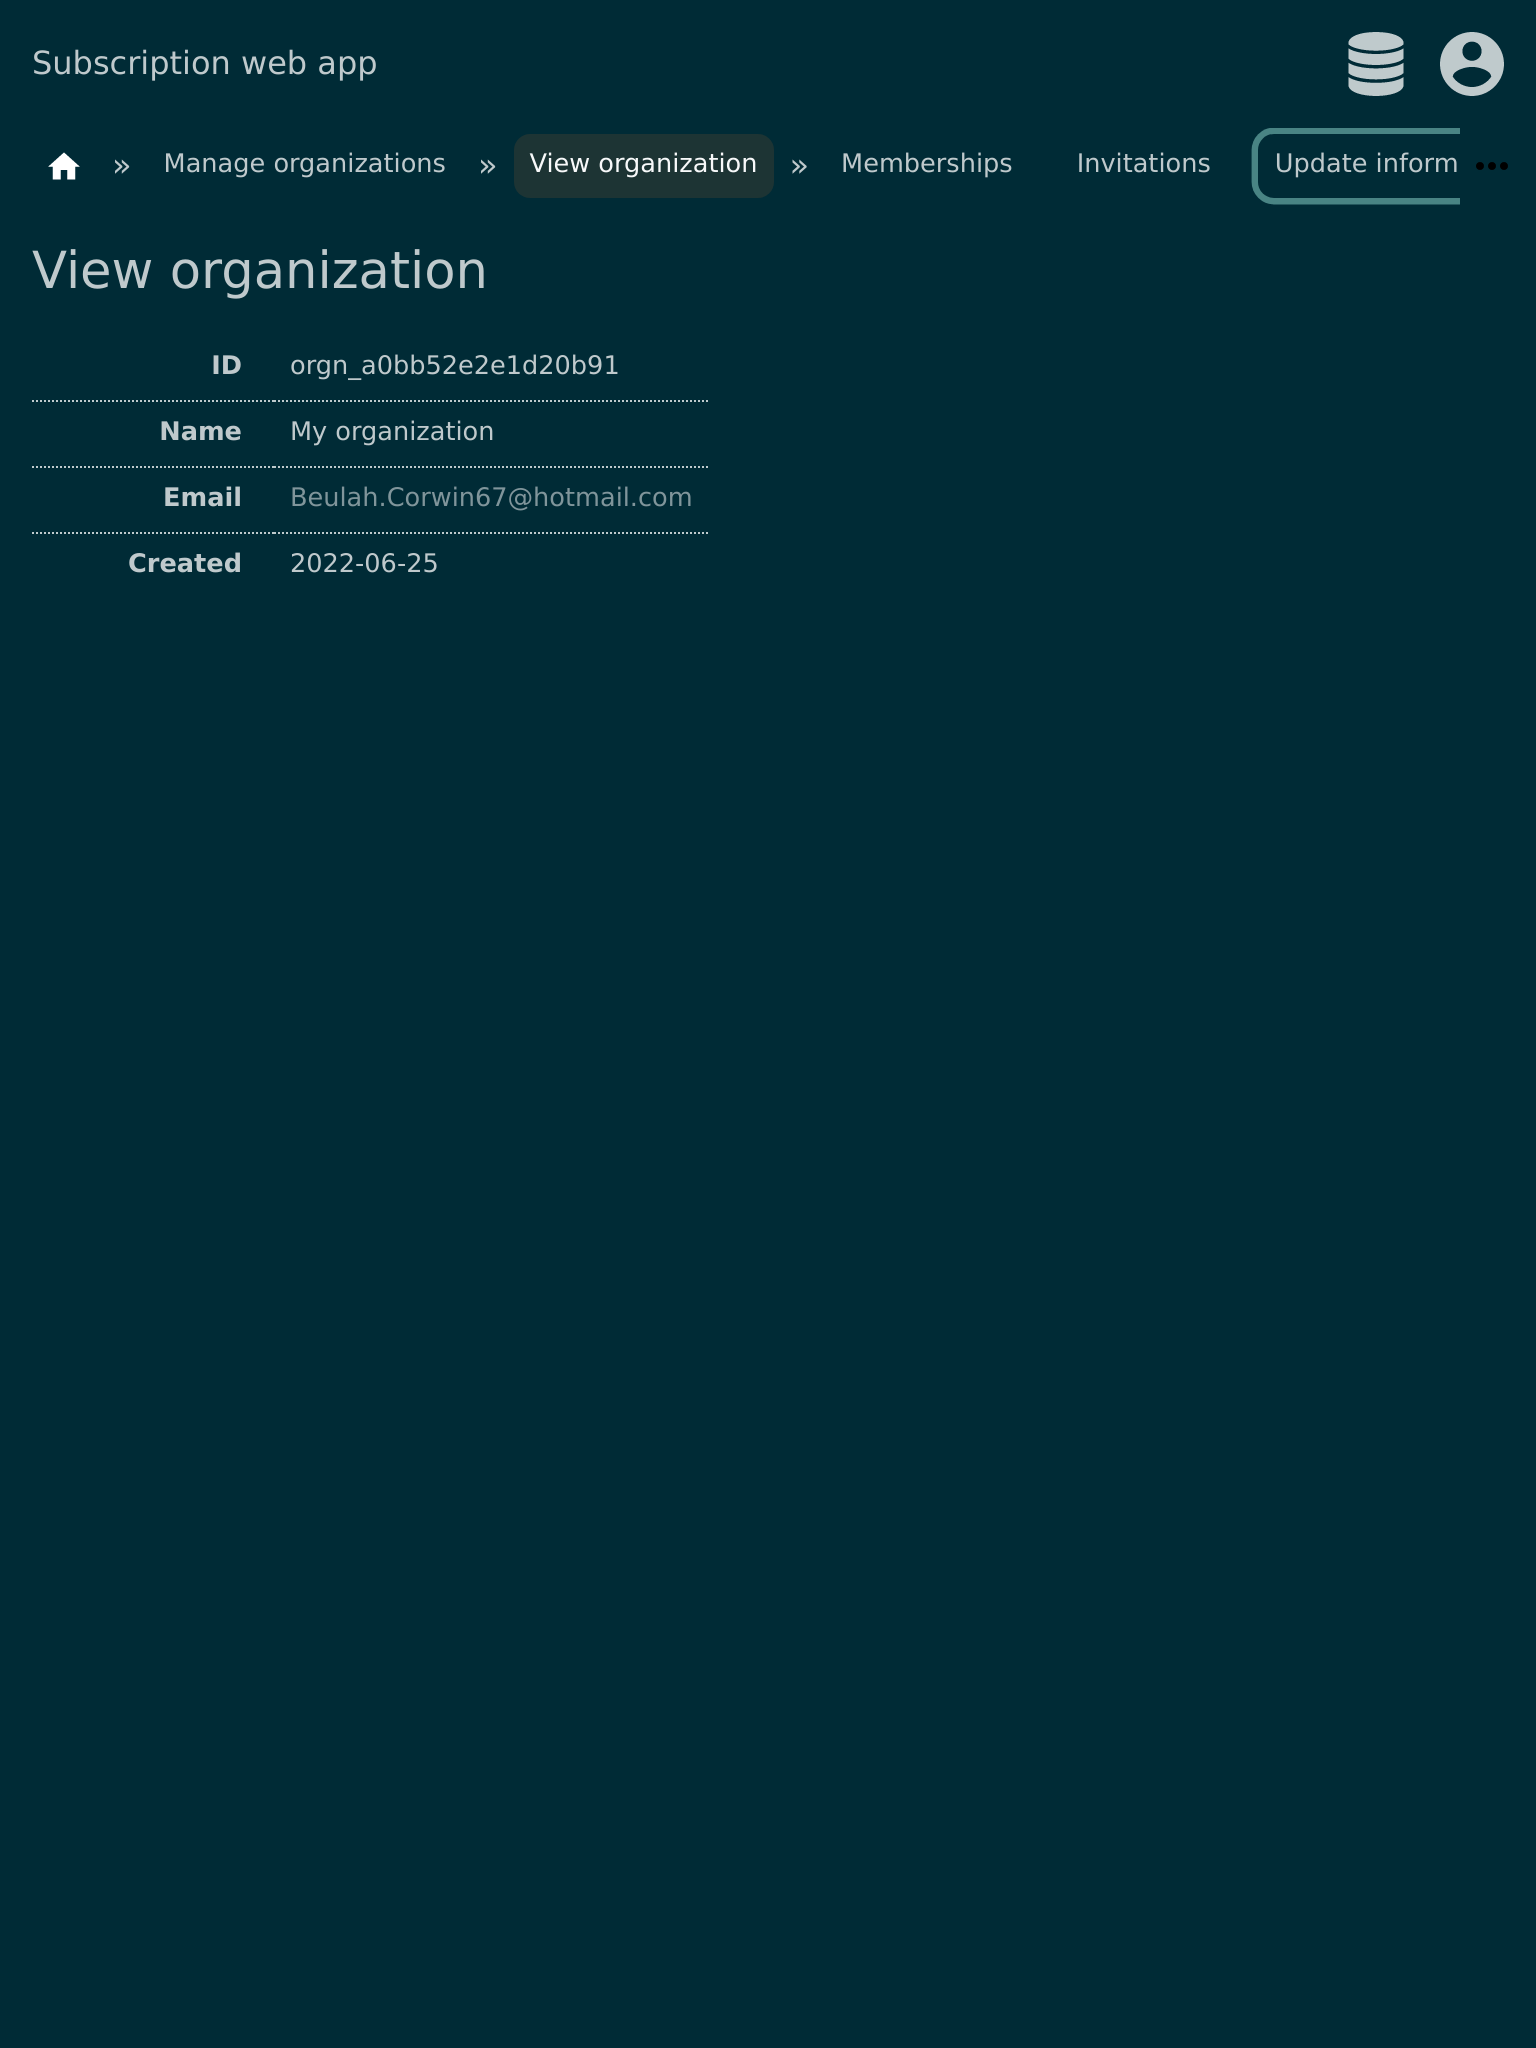 Subscription web app
» Manage organizations » View organization » Memberships Invitations Update inform •••
View organization
ID orgn_a0bb52e2e1d20b91
Name My organization
Email Beulah.Corwin67@hotmail.com
Created 2022-06-25